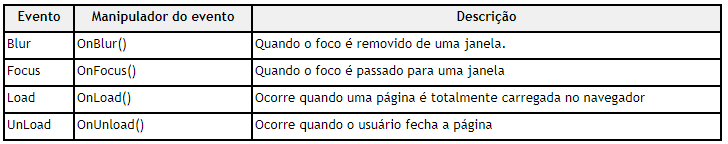 Evento Manipulador do evento Descrição
Blur OnBlur() Quando o foco é removido de uma janela.
Focus OnFocus() Quando o foco é passado para uma janela
Load OnLoad() Ocorre quando uma página é totalmente carregada no navegador
UnLoad OnUnload() Ocorre quando o usuário fecha a página